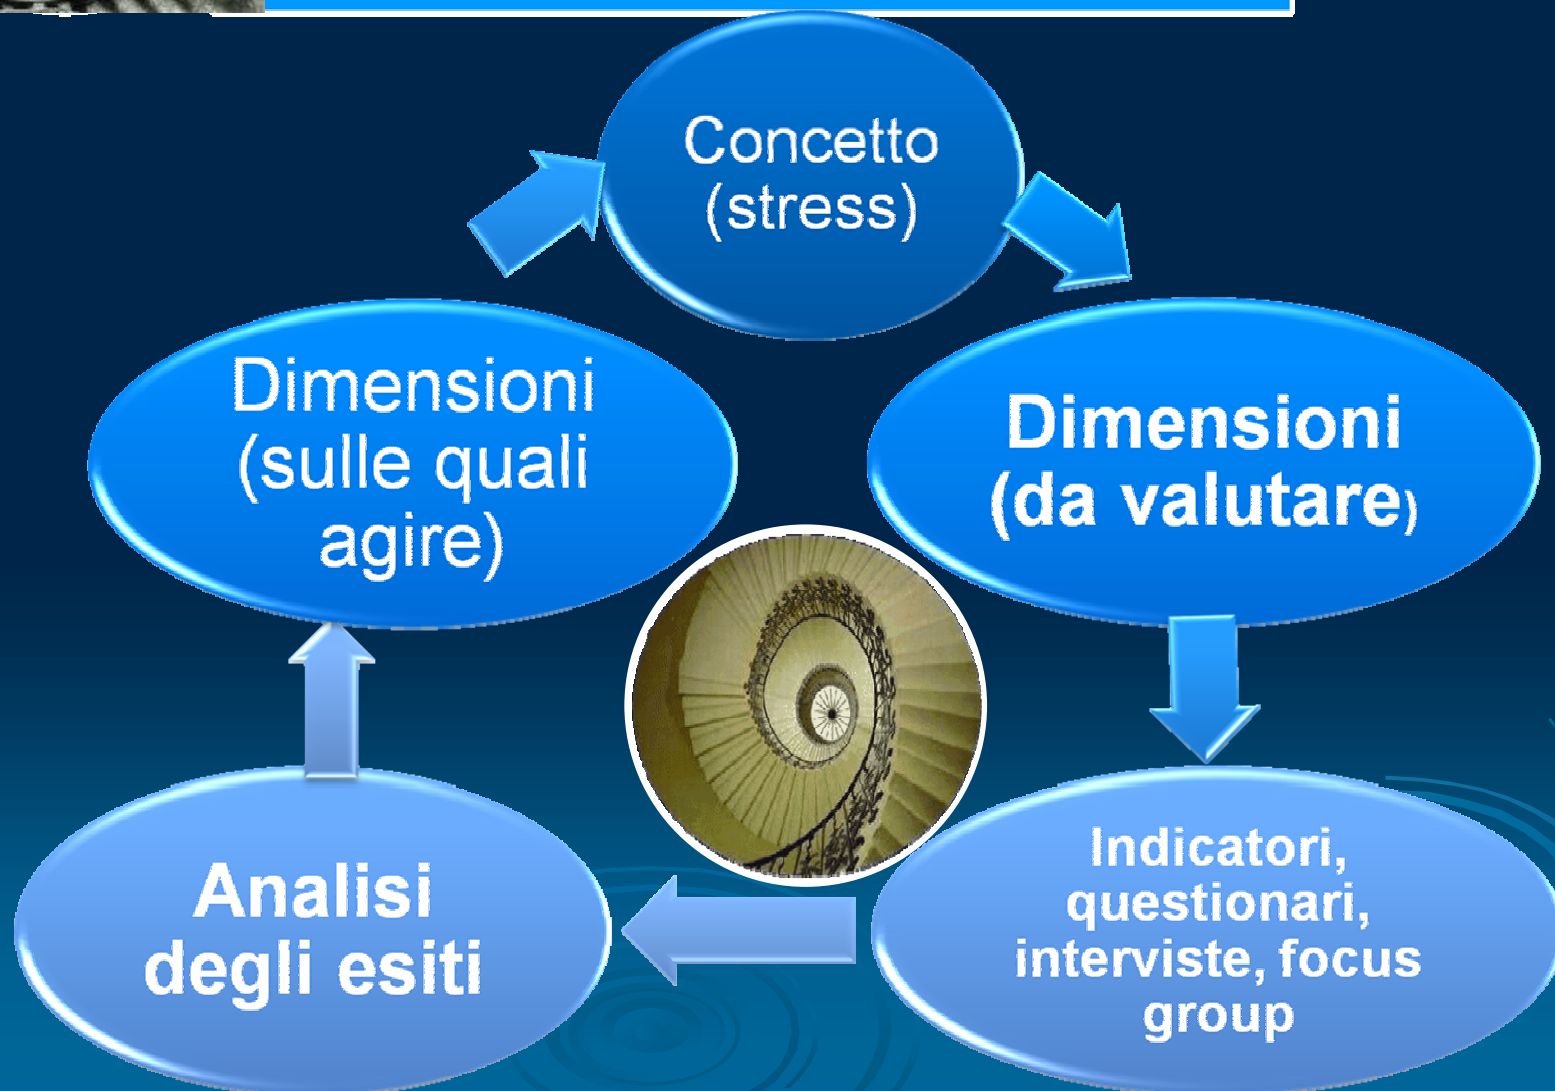 Concetto
(stress)
Dimensioni
(da valutare)
Indicatori,
questionari,
interviste, focus
group
Analisi
degli esiti
Dimensioni
(sulle quali
agire)